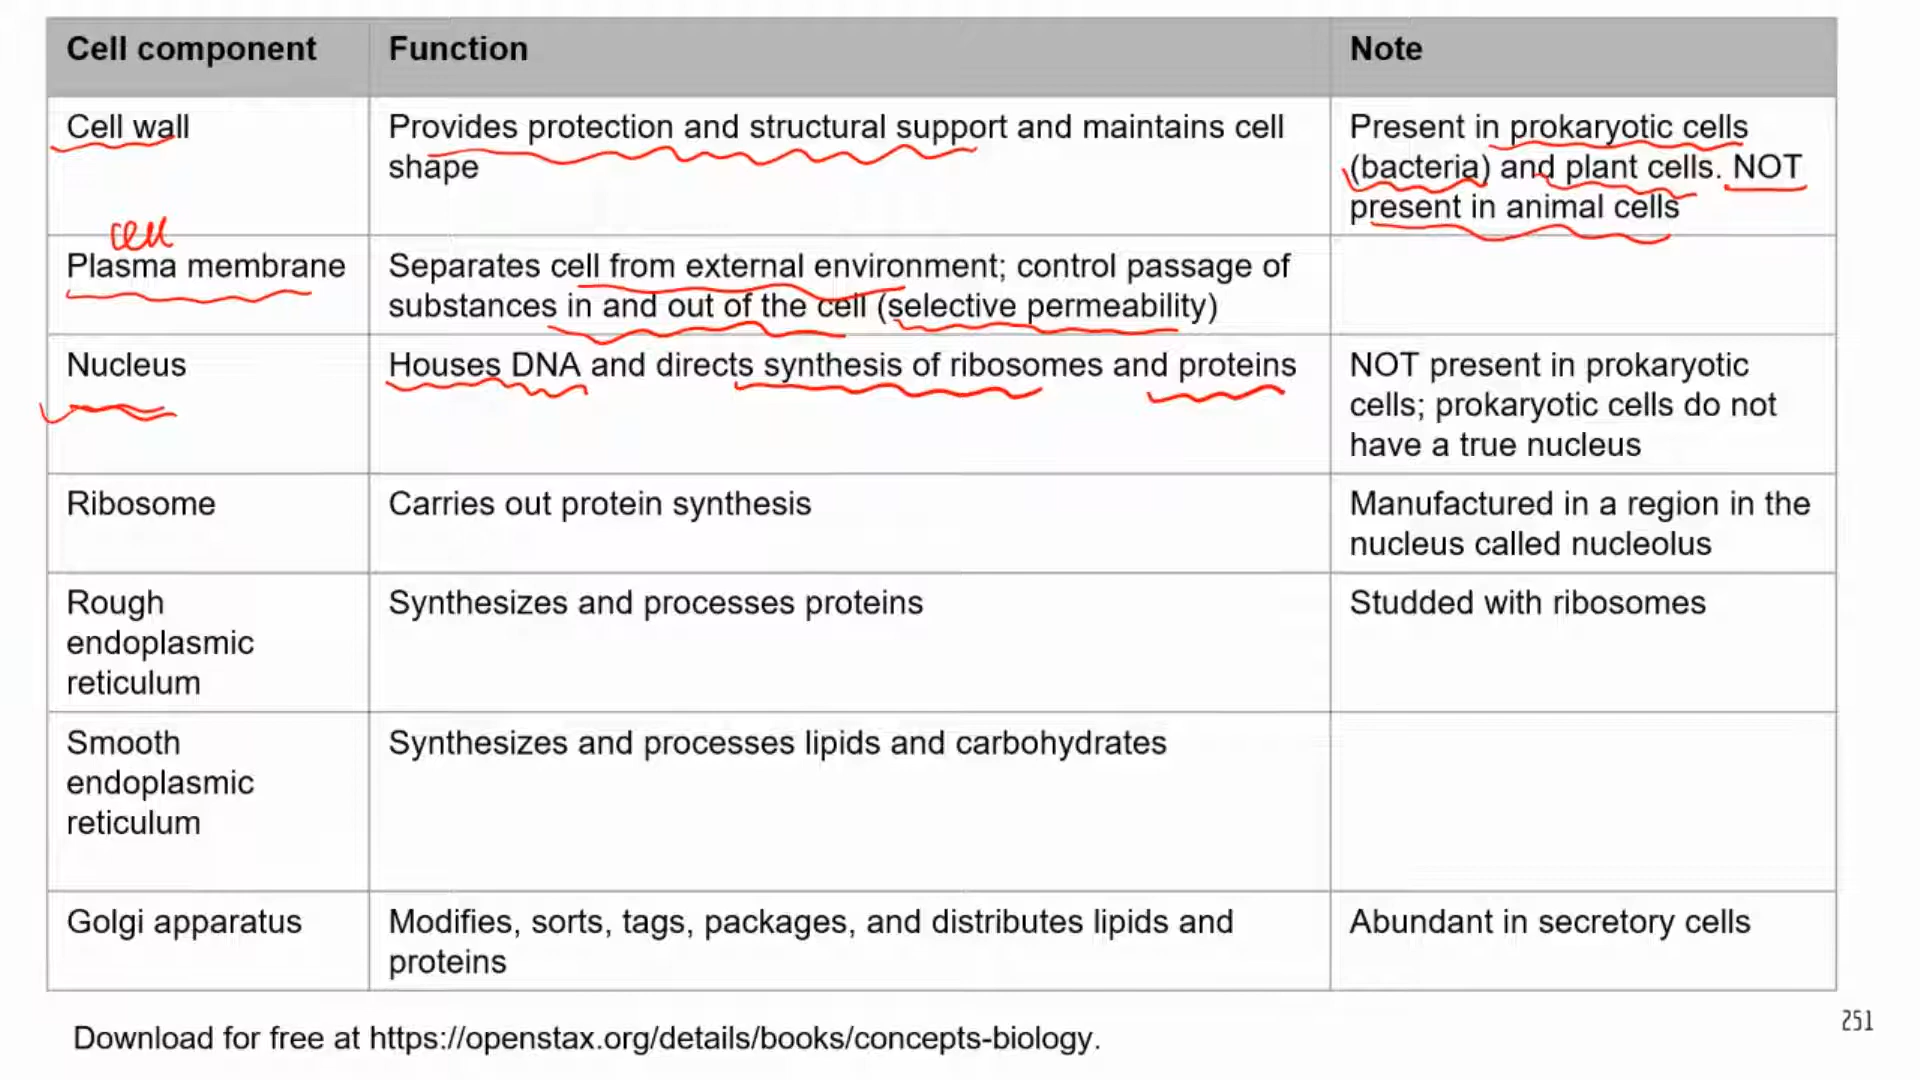 Cell component Function Note
Cell wall Provides protection and structural support and maintains cell Present in prokaryotic cells
shape (bacteria) and plant cells. NOT
present in animal cells
cell
Plasma membrane Separates cell from external environment; control passage of
substances in and out of the cell (selective permeability)
Nucleus Houses DNA and directs synthesis of ribosomes and proteins NOT present in prokaryotic
cells; prokaryotic cells do not
have a true nucleus
Ribosome Carries out protein synthesis Manufactured in a region in the
nucleus called nucleolus
Rough Synthesizes and processes proteins Studded with ribosomes
endoplasmic
reticulum
Smooth Synthesizes and processes lipids and carbohydrates
endoplasmic
reticulum
Golgi apparatus Modifies, sorts, tags, packages, and distributes lipids and Abundant in secretory cells
proteins
251
Download for free at https://openstax.org/details/books/concepts-biology.